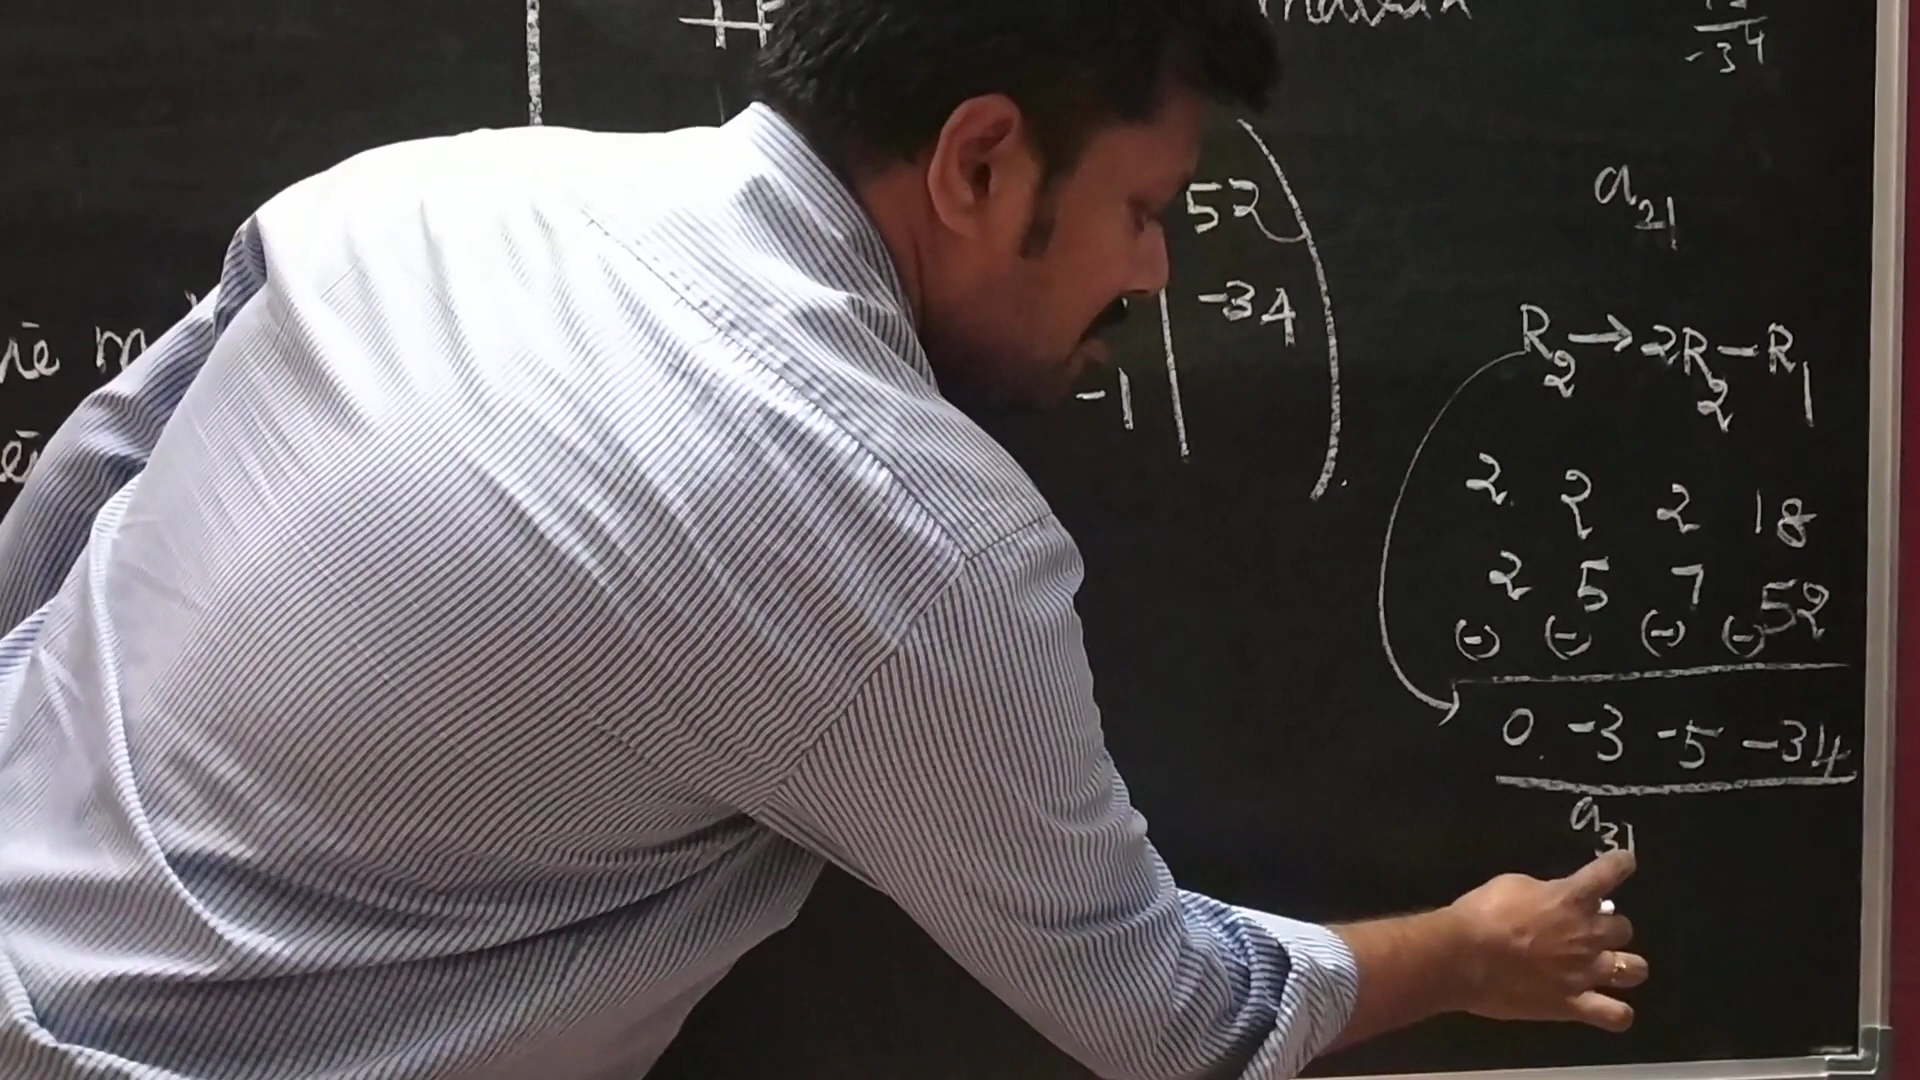 -34
52
a21
-34
R2→2R2-R1
-1
2 2 2 18
2 5 7 52
(-) (-) (-) (-)
0 -3 -5 -34
a31